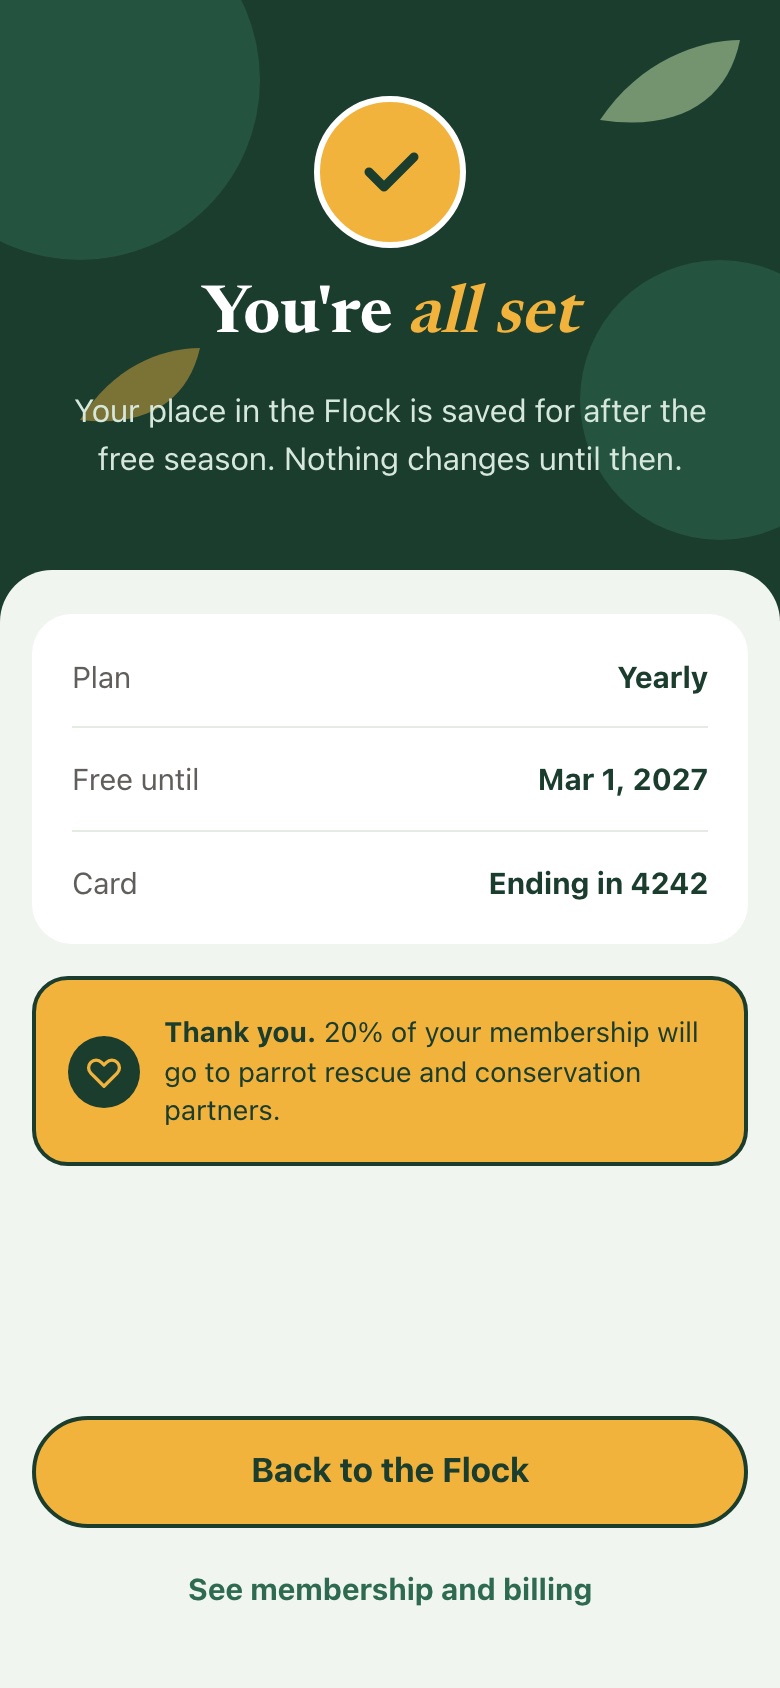 You're all set
Your place in the Flock is saved for after the
free season. Nothing changes until then.
Plan Yearly
Free until Mar 1, 2027
Card Ending in 4242
Thank you. 20% of your membership will
go to parrot rescue and conservation
partners.
Back to the Flock
See membership and billing